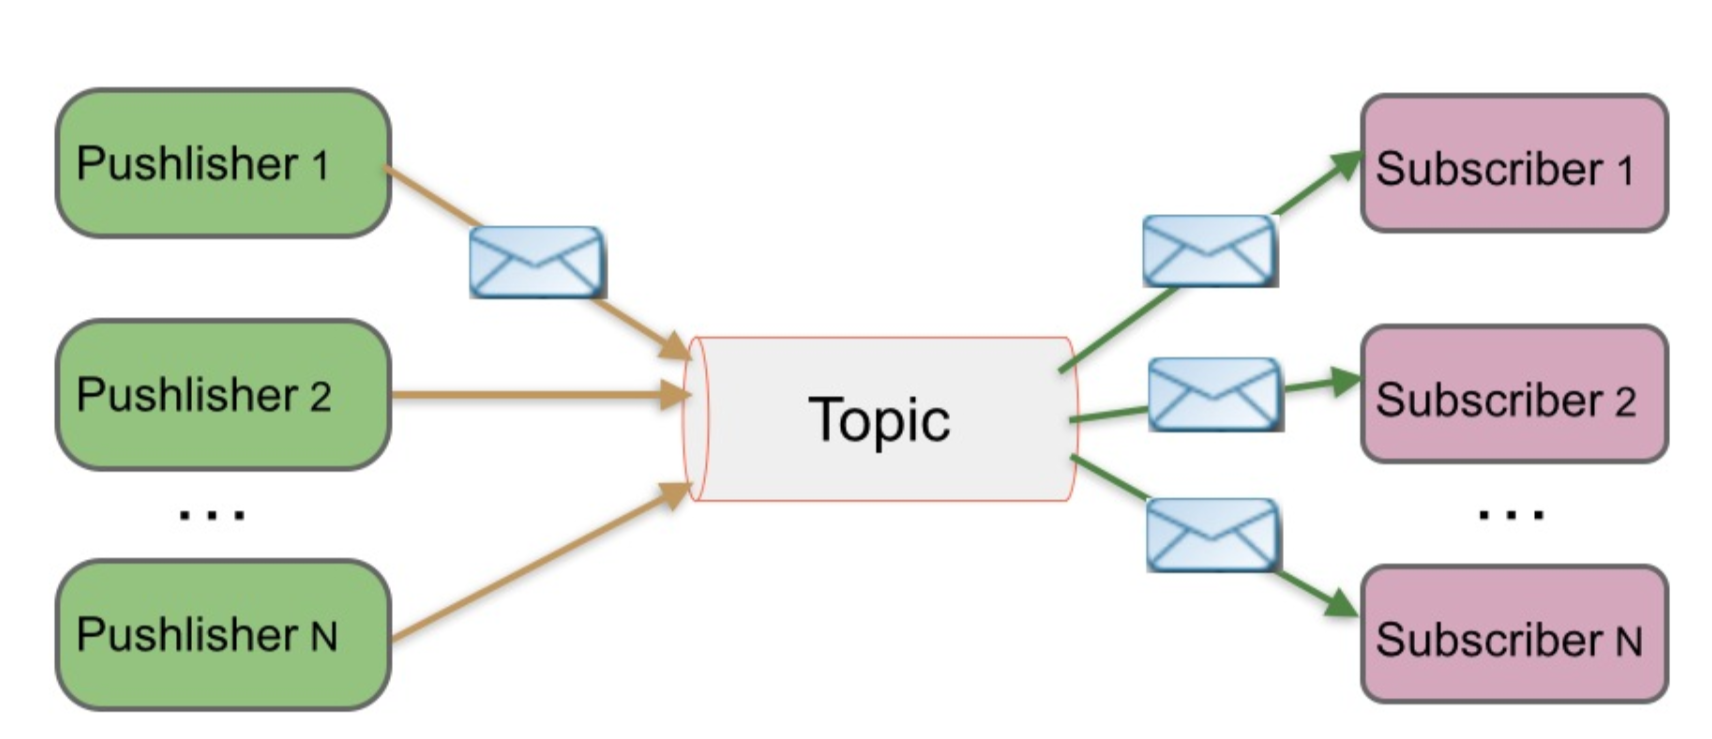 Pushlisher 1
Pushlisher 2
...
Pushlisher N
Topic
Subscriber 1
Subscriber 2
...
Subscriber N